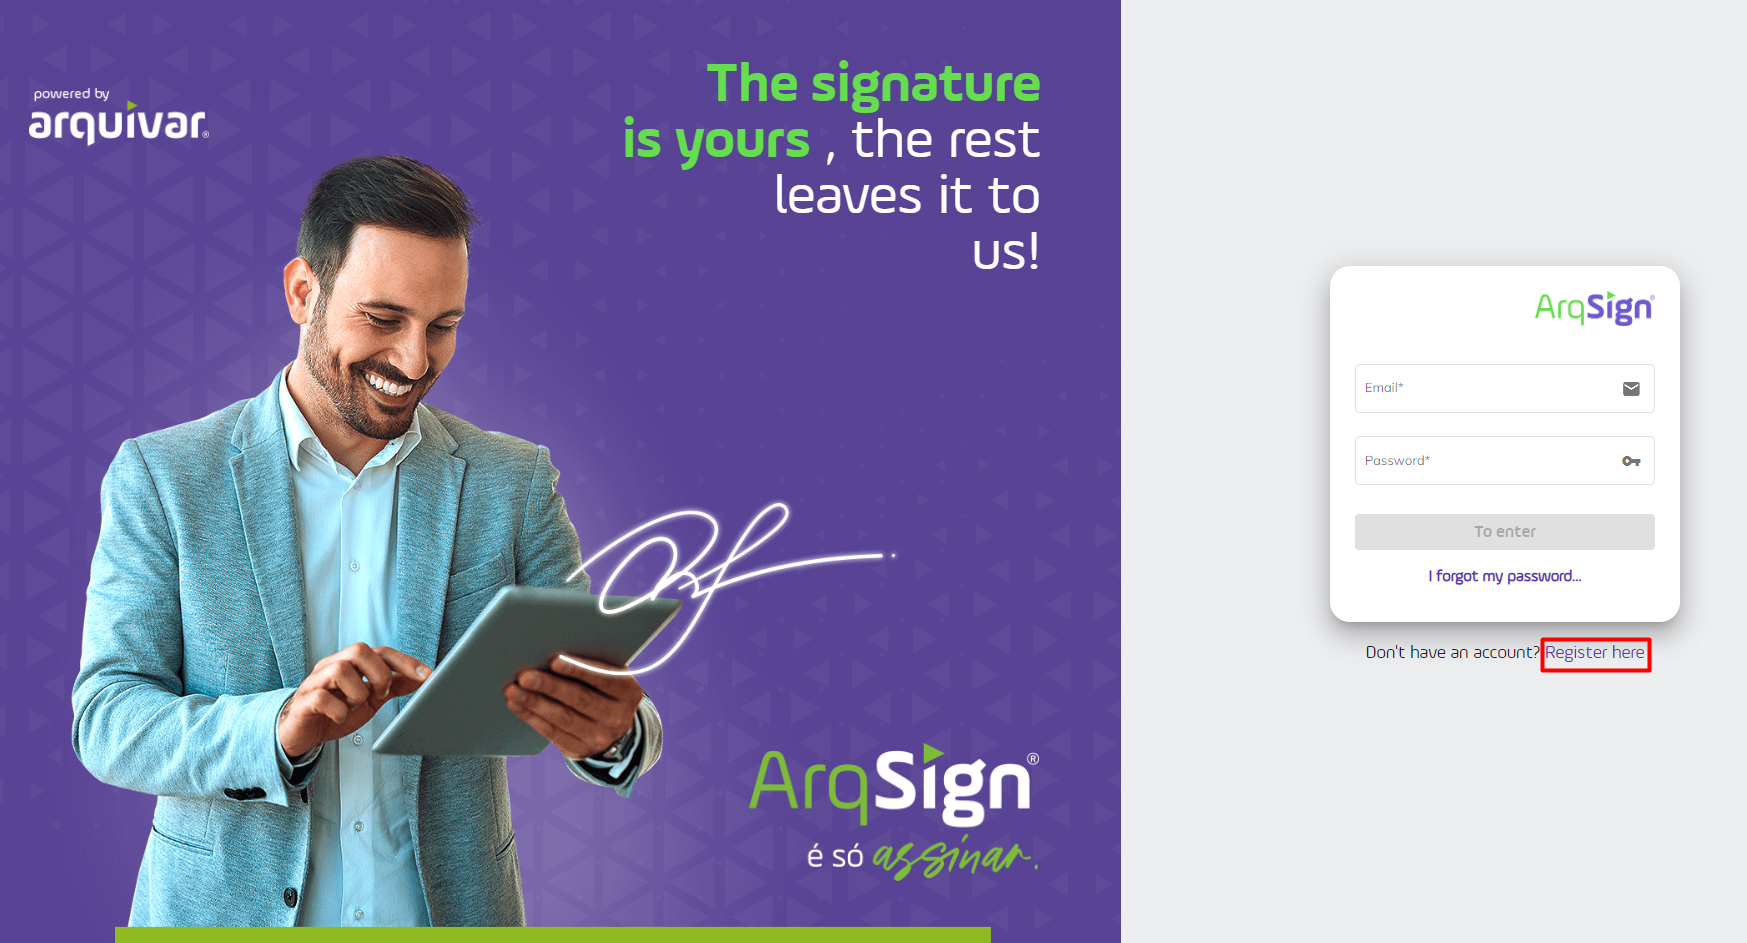 powered by
arquivar®
The signature
is yours , the rest
leaves it to
us!
ArqSign®
é só assinar.
ArqSign®
Email*
Password*
To enter
I forgot my password...
Don't have an account? Register here